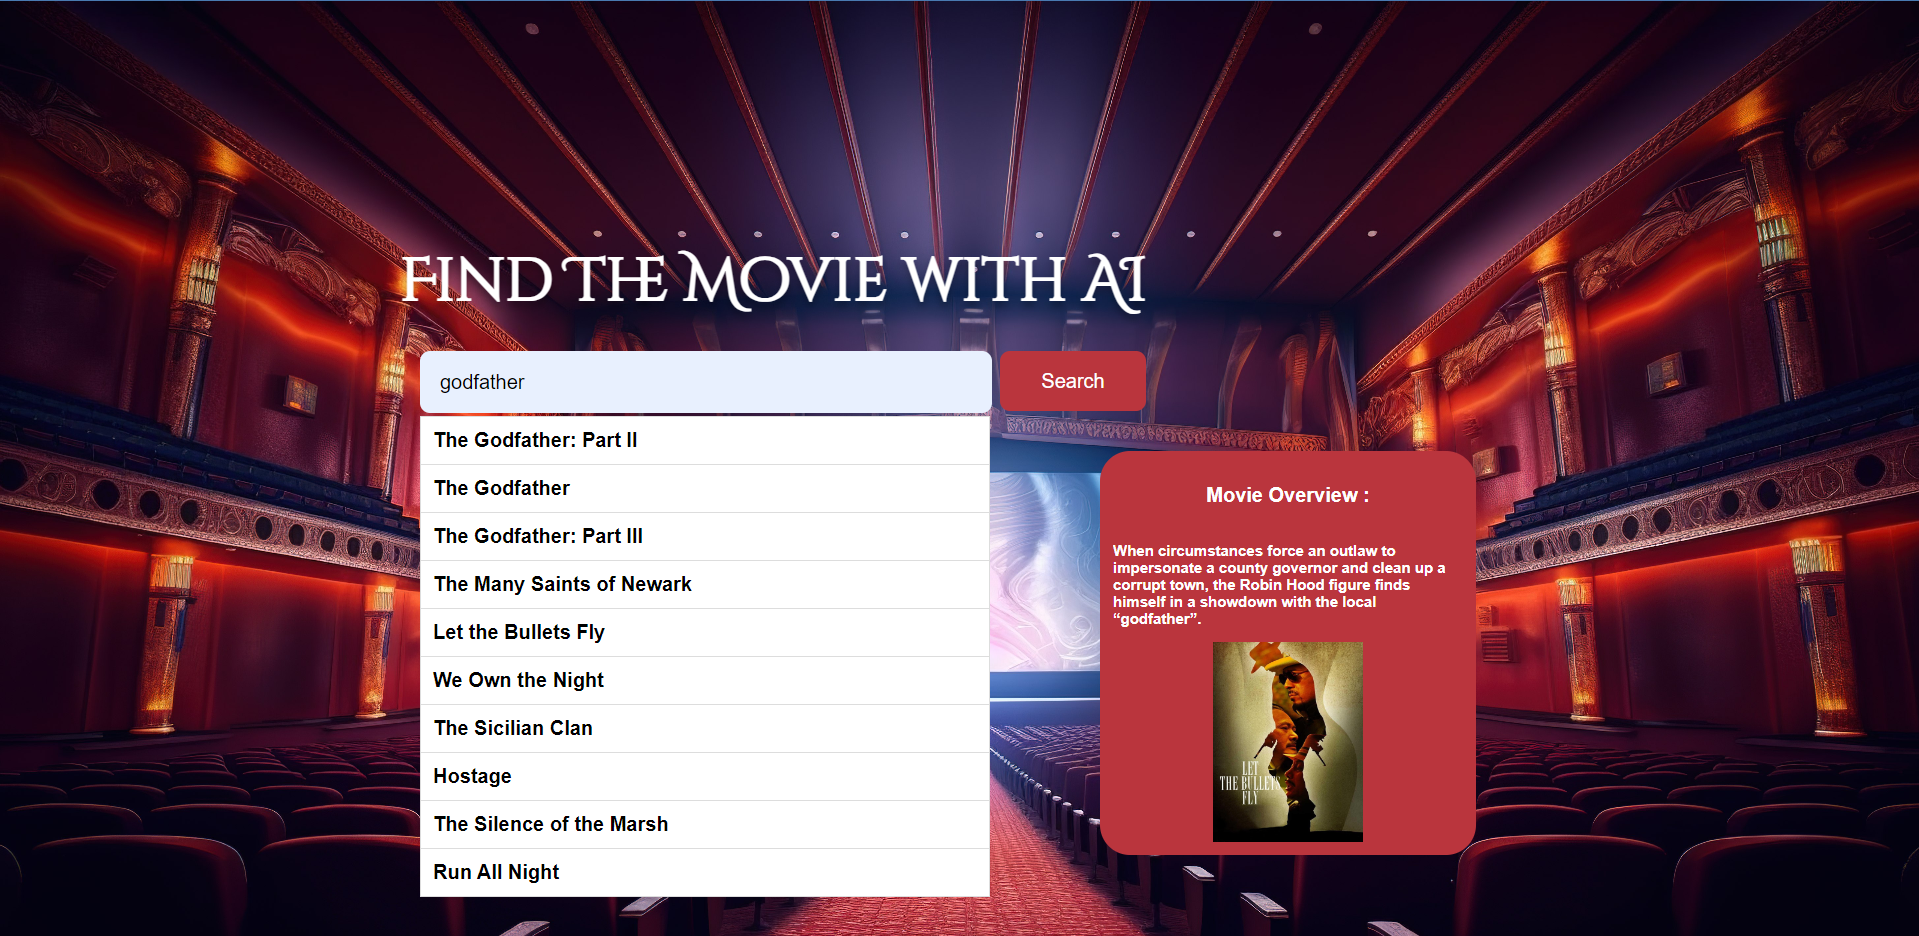 FIND THE MOVIE WITH AI
godfather
Search
The Godfather: Part II
The Godfather
The Godfather: Part III
The Many Saints of Newark
Let the Bullets Fly
We Own the Night
The Sicilian Clan
Hostage
The Silence of the Marsh
Run All Night
Movie Overview :
When circumstances force an outlaw to
impersonate a county governor and clean up a
corrupt town, the Robin Hood figure finds
himself in a showdown with the local
“godfather”.
LET
THE BULLETS
FLY